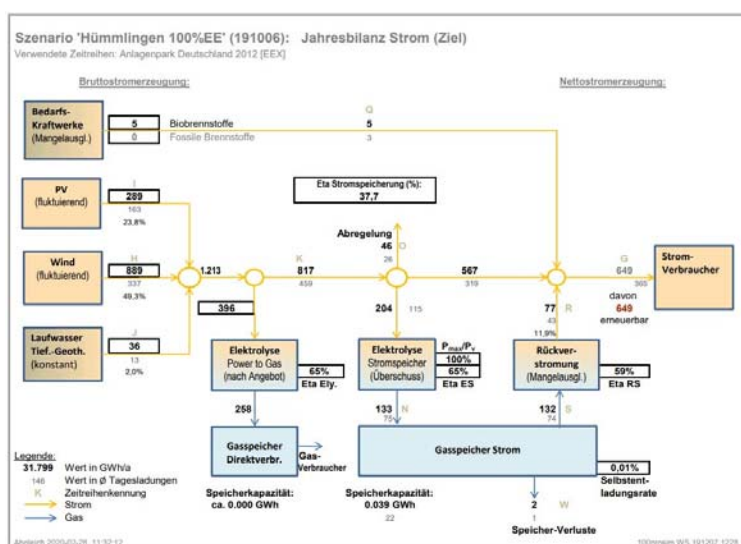 Szenario 'Hümmlingen 100%EE' (191006): Jahresbilanz Strom (Ziel)
Verwendete Zeitreihen: Anlagenpark Deutschland 2012 [EEX]
Bruttostromerzeugung:
Nettostromerzeugung:
Bedarfs-
Kraftwerke
(Mangelausgl.)
5
Biobrennstoffe
0
Fossile Brennstoffe
Q
5
3
PV
(fluktuierend)
I
289
163
23,8%
Eta Stromspeicherung (%):
37,7
Wind
(fluktuierend)
H
889
337
49,3%
1.213
396
K
817
459
Abregelung
46
O
26
567
319
G
649
365
davon
649
erneuerbar
Strom-
Verbraucher
204
115
77
R
43
11,9%
Laufwasser
Tief.-Geoth.
(konstant)
J
36
13
2,0%
Elektrolyse
Power to Gas
(nach Angebot)
65%
Eta Ely.
Elektrolyse
Stromspeicher
(Überschuss)
Pmax/Pv
100%
65%
Eta ES
Rückver-
stromung
(Mangelausgl.)
59%
Eta RS
258
133
N
75
132
S
74
Gasspeicher
Direktverbr.
Gas-
Verbraucher
Gasspeicher Strom
0,01%
Selbstent-
ladungsrate
Speicherkapazität:
ca. 0.000 GWh
Speicherkapazität:
0.039 GWh
22
2
W
1
Speicher-Verluste
Legende:
31.799 Wert in GWh/a
146 Wert in Ø Tagesladungen
K Zeitreihenkennung
Strom
Gas